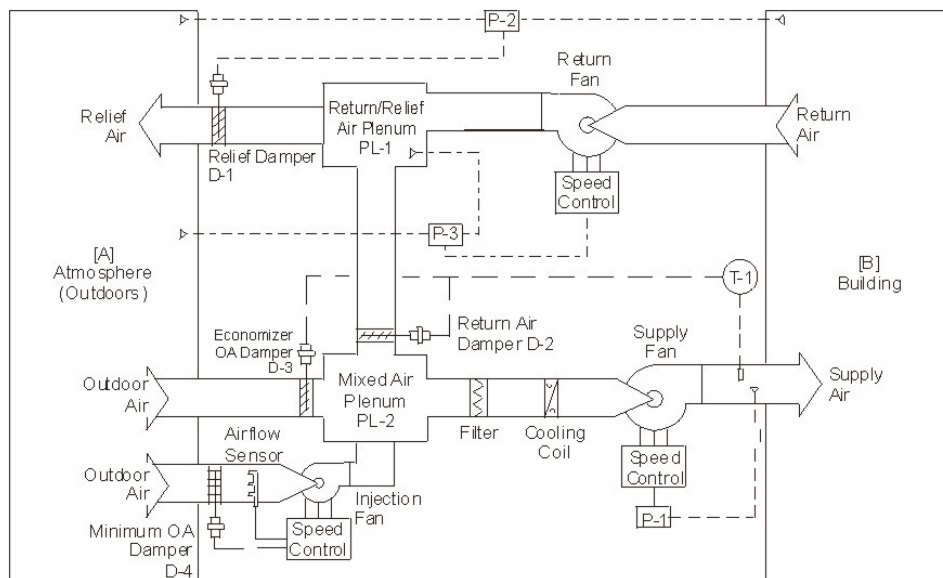 P-2
Return
Fan
Relief
Air
Return/Relief
Air Plenum
PL-1
Return
Air
Relief Damper
D-1
Speed
Control
P-3
[A]
Atmosphere
(Outdoors)
[B]
Building
T-1
Economizer
OA Damper
D-3
Return Air
Damper D-2
Supply
Fan
Outdoor
Air
Mixed Air
Plenum
PL-2
Supply
Air
Filter
Cooling
Coil
Airflow
Sensor
Speed
Control
Outdoor
Air
Injection
Fan
P-1
Minimum OA
Damper
D-4
Speed
Control